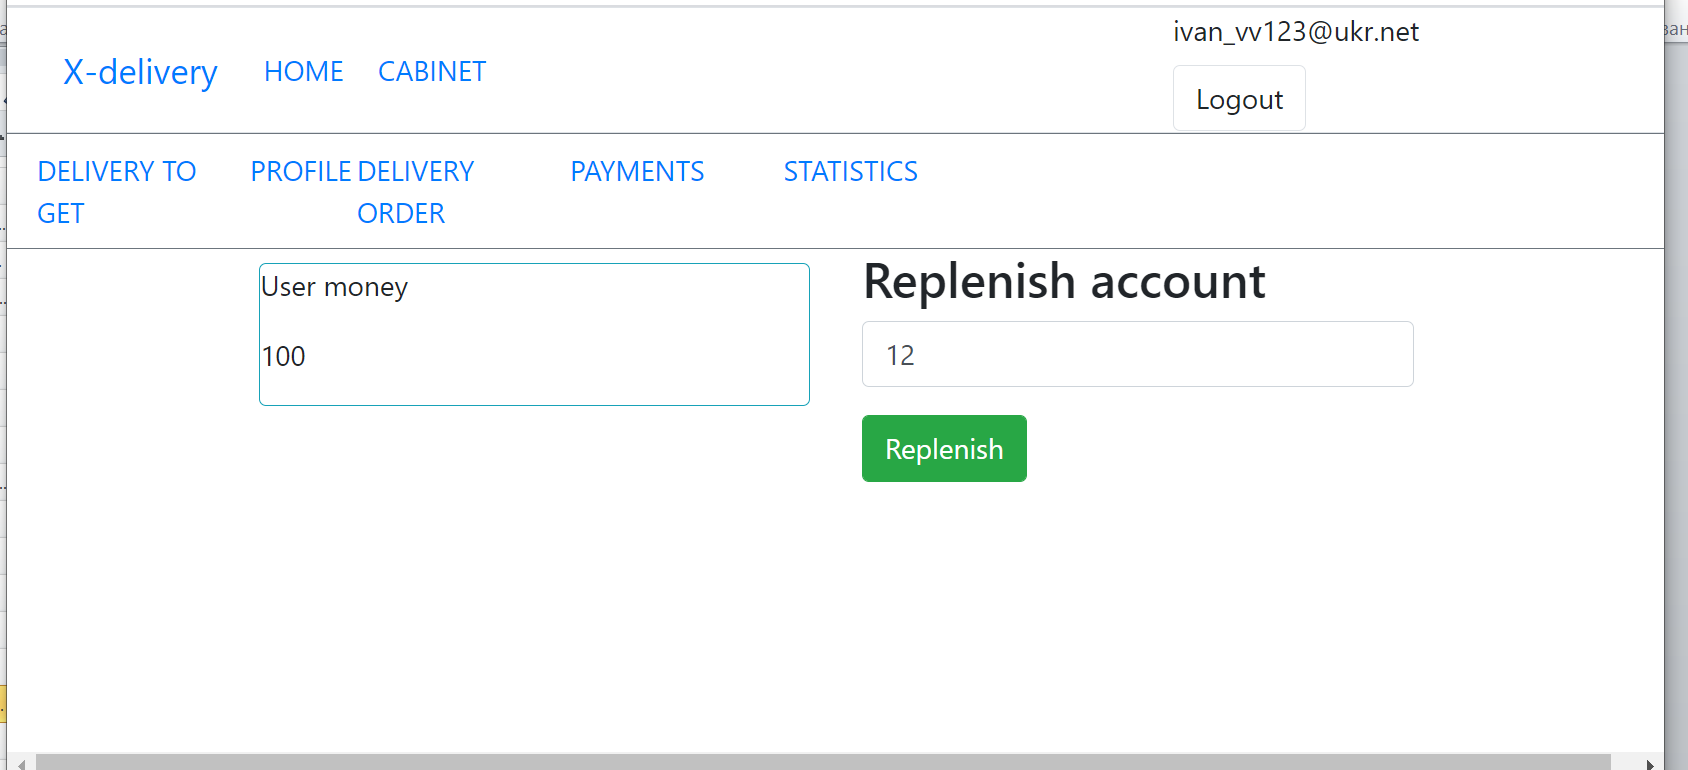 ivan_vv123@ukr.net
X-delivery HOME CABINET
Logout
DELIVERY TO GET
PROFILE
DELIVERY ORDER
PAYMENTS
STATISTICS
User money
100
Replenish account
12
Replenish